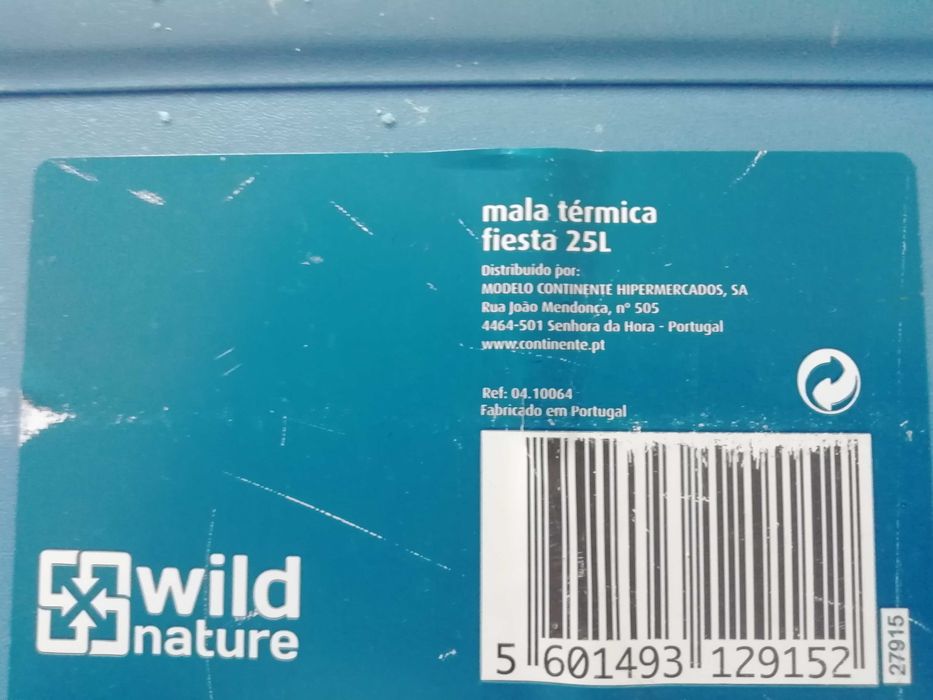 mala térmica
fiesta 25L
Distribuido por:
MODELO CONTINENTE HIPERMERCADOS, SA
Rua João Mendonça, nº 505
4464-501 Senhora da Hora - Portugal
www.continente.pt
Ref: 04.10064
Fabricado em Portugal
wild
nature
5 601493 129152
27915